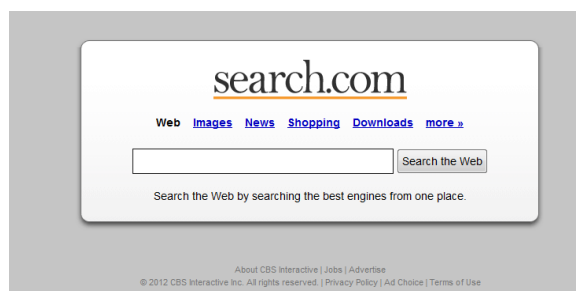 search.com
Web Images News Shopping Downloads more »
Search the Web
Search the Web by searching the best engines from one place.
About CBS Interactive | Jobs | Advertise
© 2012 CBS Interactive Inc. All rights reserved. | Privacy Policy | Ad Choice | Terms of Use